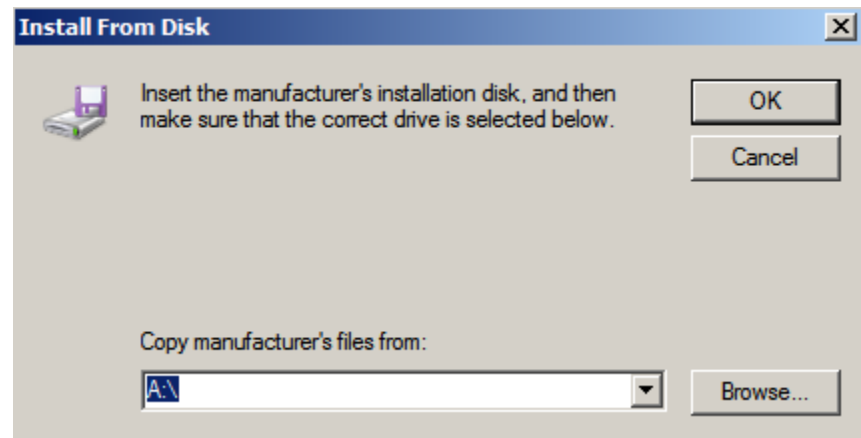 Install From Disk
Insert the manufacturer's installation disk, and then
make sure that the correct drive is selected below.
OK
Cancel
Copy manufacturer's files from:
A:\
Browse...